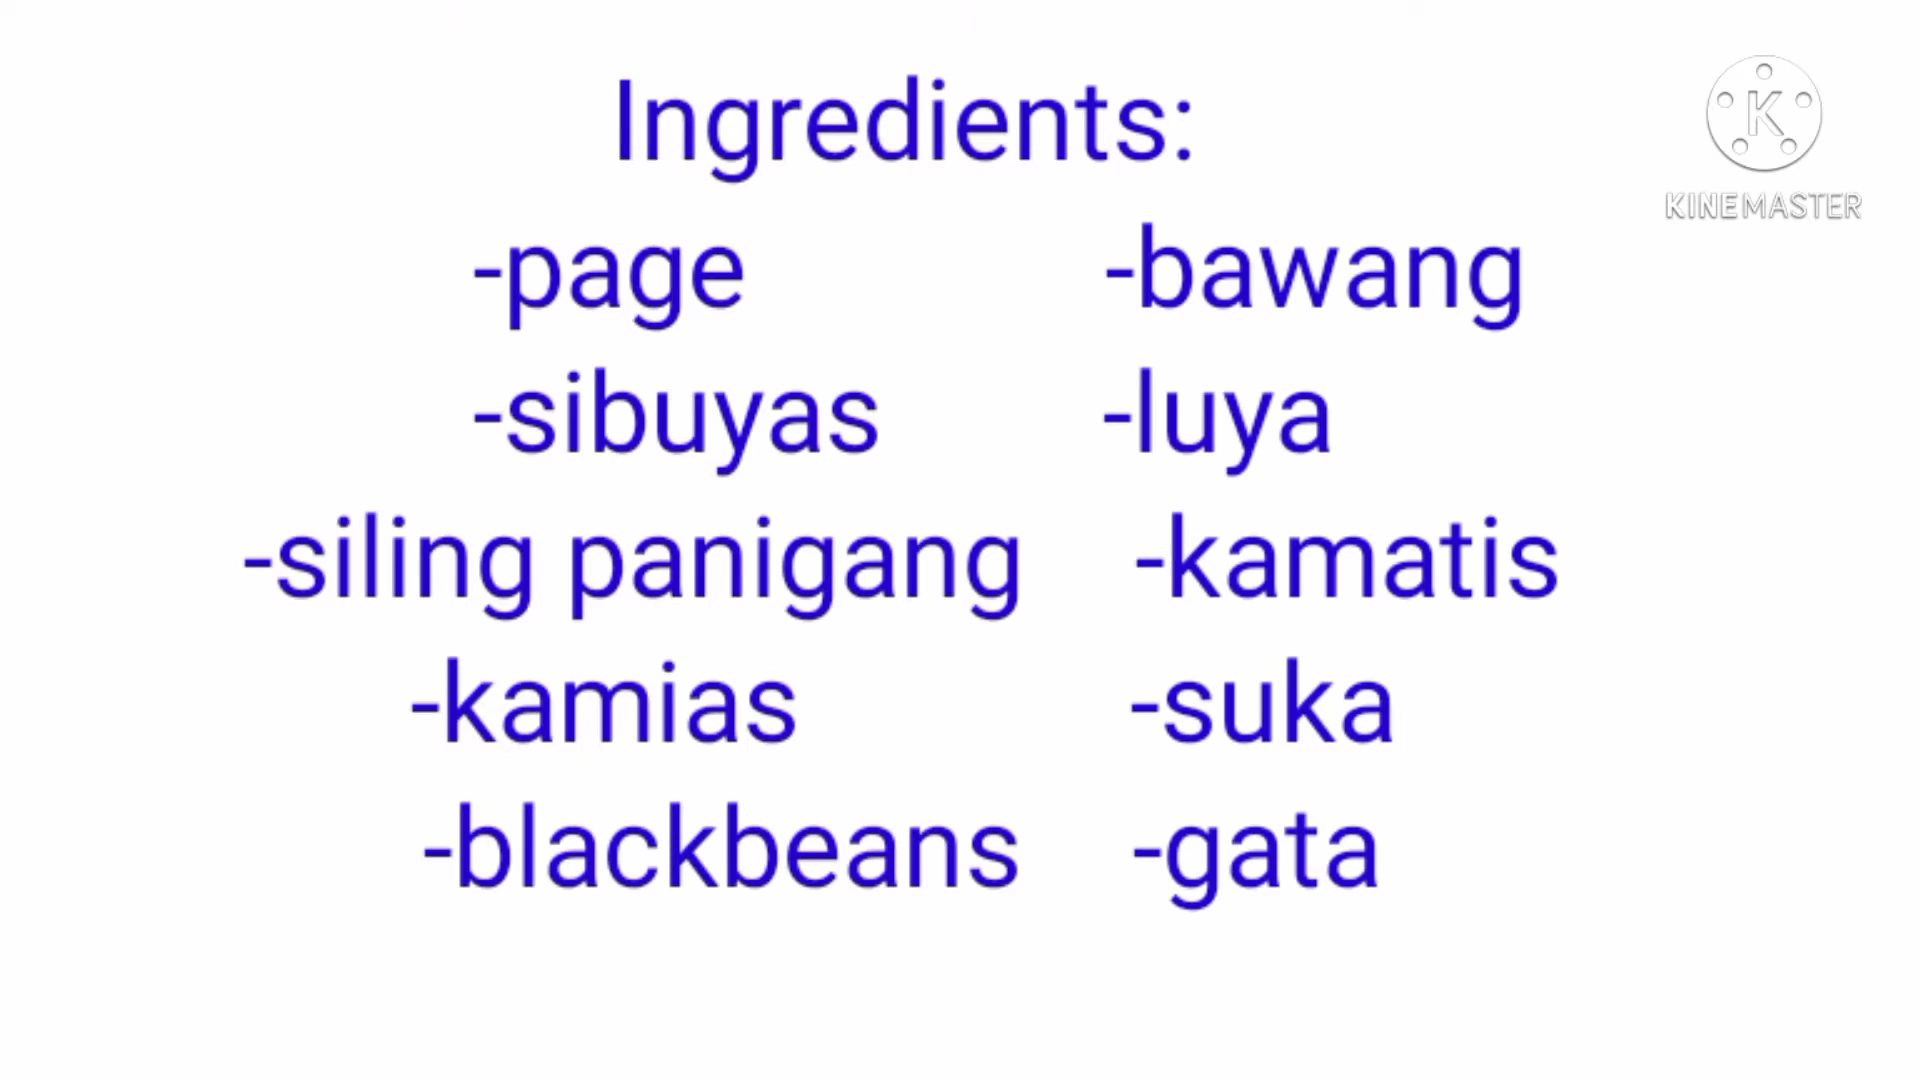 Ingredients:
-page -bawang
-sibuyas -luya
-siling panigang -kamatis
-kamias -suka
-blackbeans -gata
K
KINEMASTER